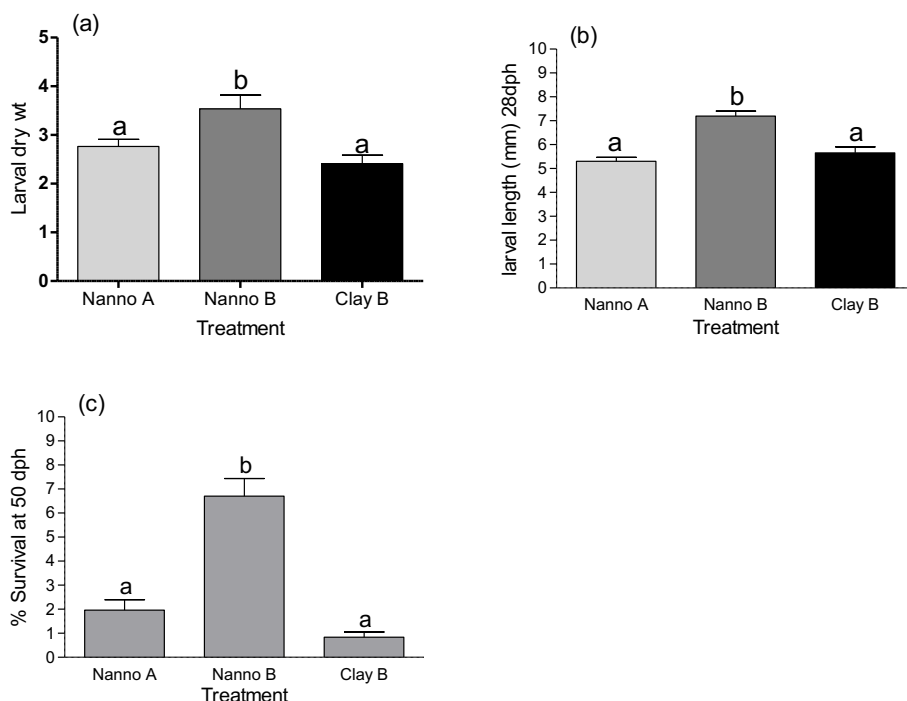 (a)
Larval dry wt
5
4
3
2
1
0
a
b
a
Nanno A Nanno B Clay B
Treatment
(b)
larval length (mm) 28dph
10
9
8
7
6
5
4
3
2
1
0
a
b
a
Nanno A Nanno B Clay B
Treatment
(c)
% Survival at 50 dph
10
9
8
7
6
5
4
3
2
1
0
a
b
a
Nanno A Nanno B Clay B
Treatment